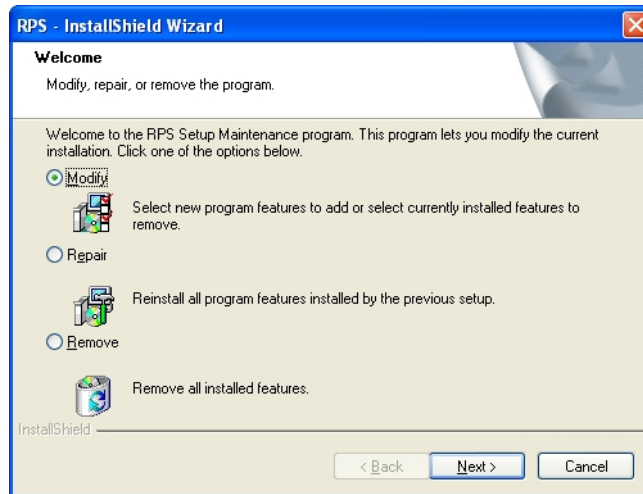 RPS - InstallShield Wizard
Welcome
Modify, repair, or remove the program.
Welcome to the RPS Setup Maintenance program. This program lets you modify the current
installation. Click one of the options below.
Modify
Select new program features to add or select currently installed features to
remove.
Repair
Reinstall all program features installed by the previous setup.
Remove
Remove all installed features.
InstallShield
< Back Next > Cancel